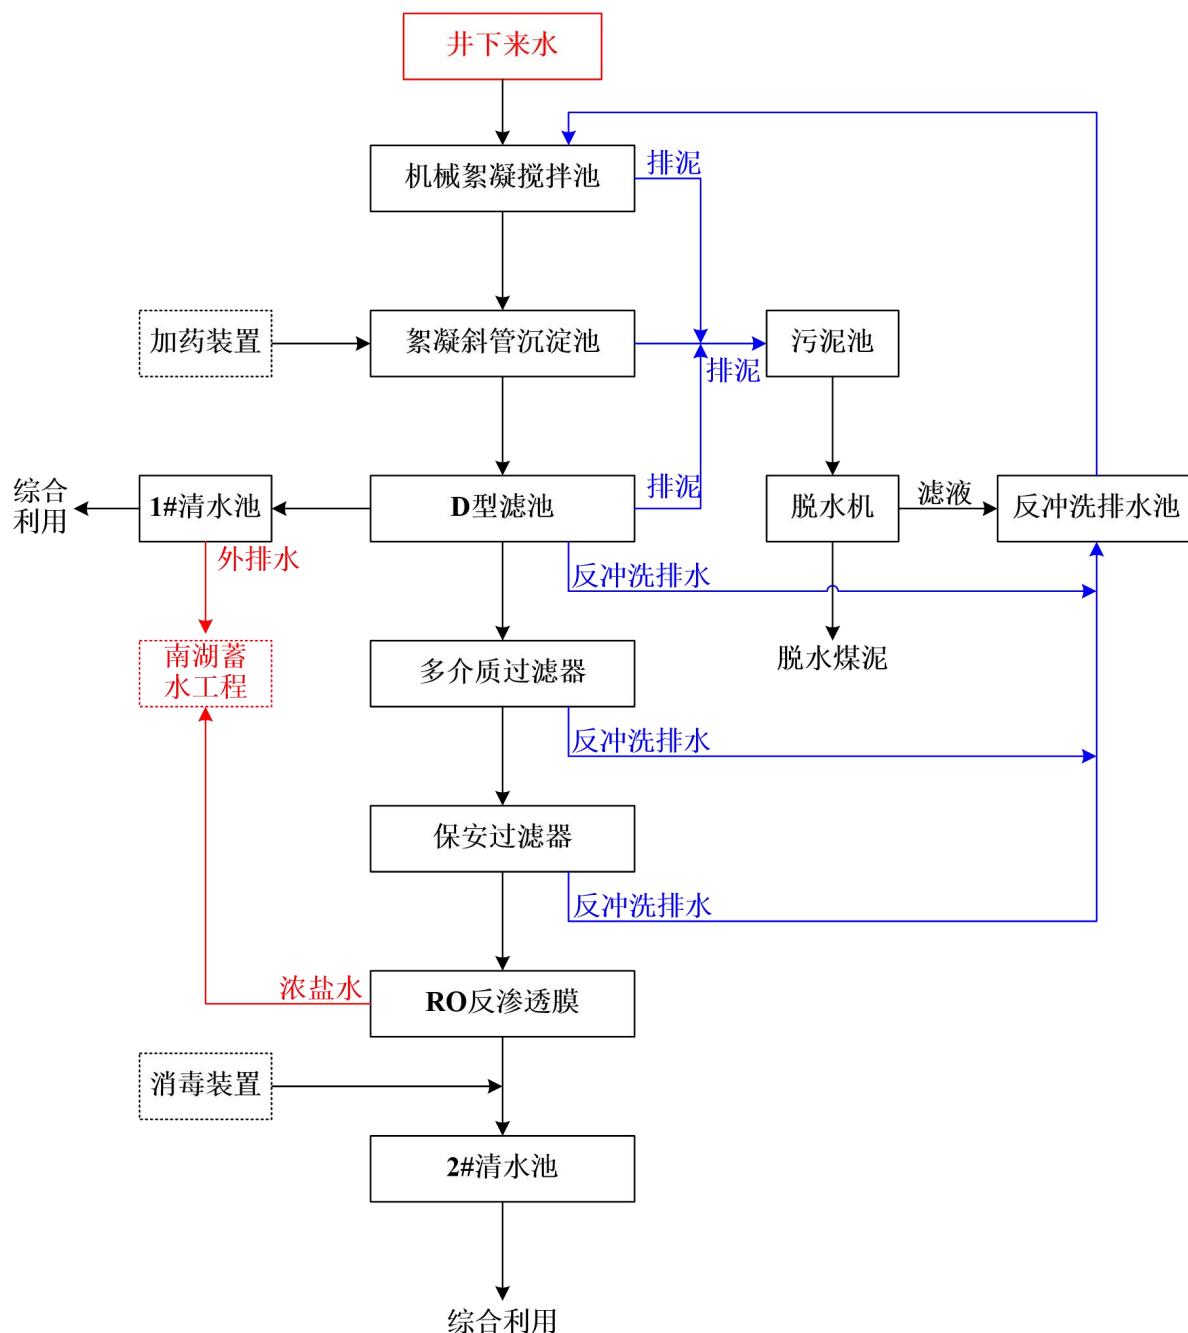 井下来水
机械絮凝搅拌池
排泥
加药装置
絮凝斜管沉淀池
污泥池
排泥
综合
利用
1#清水池
D型滤池
排泥
脱水机
滤液
反冲洗排水池
外排水
反冲洗排水
南湖蓄
水工程
多介质过滤器
脱水煤泥
反冲洗排水
保安过滤器
反冲洗排水
浓盐水
RO反渗透膜
消毒装置
2#清水池
综合利用